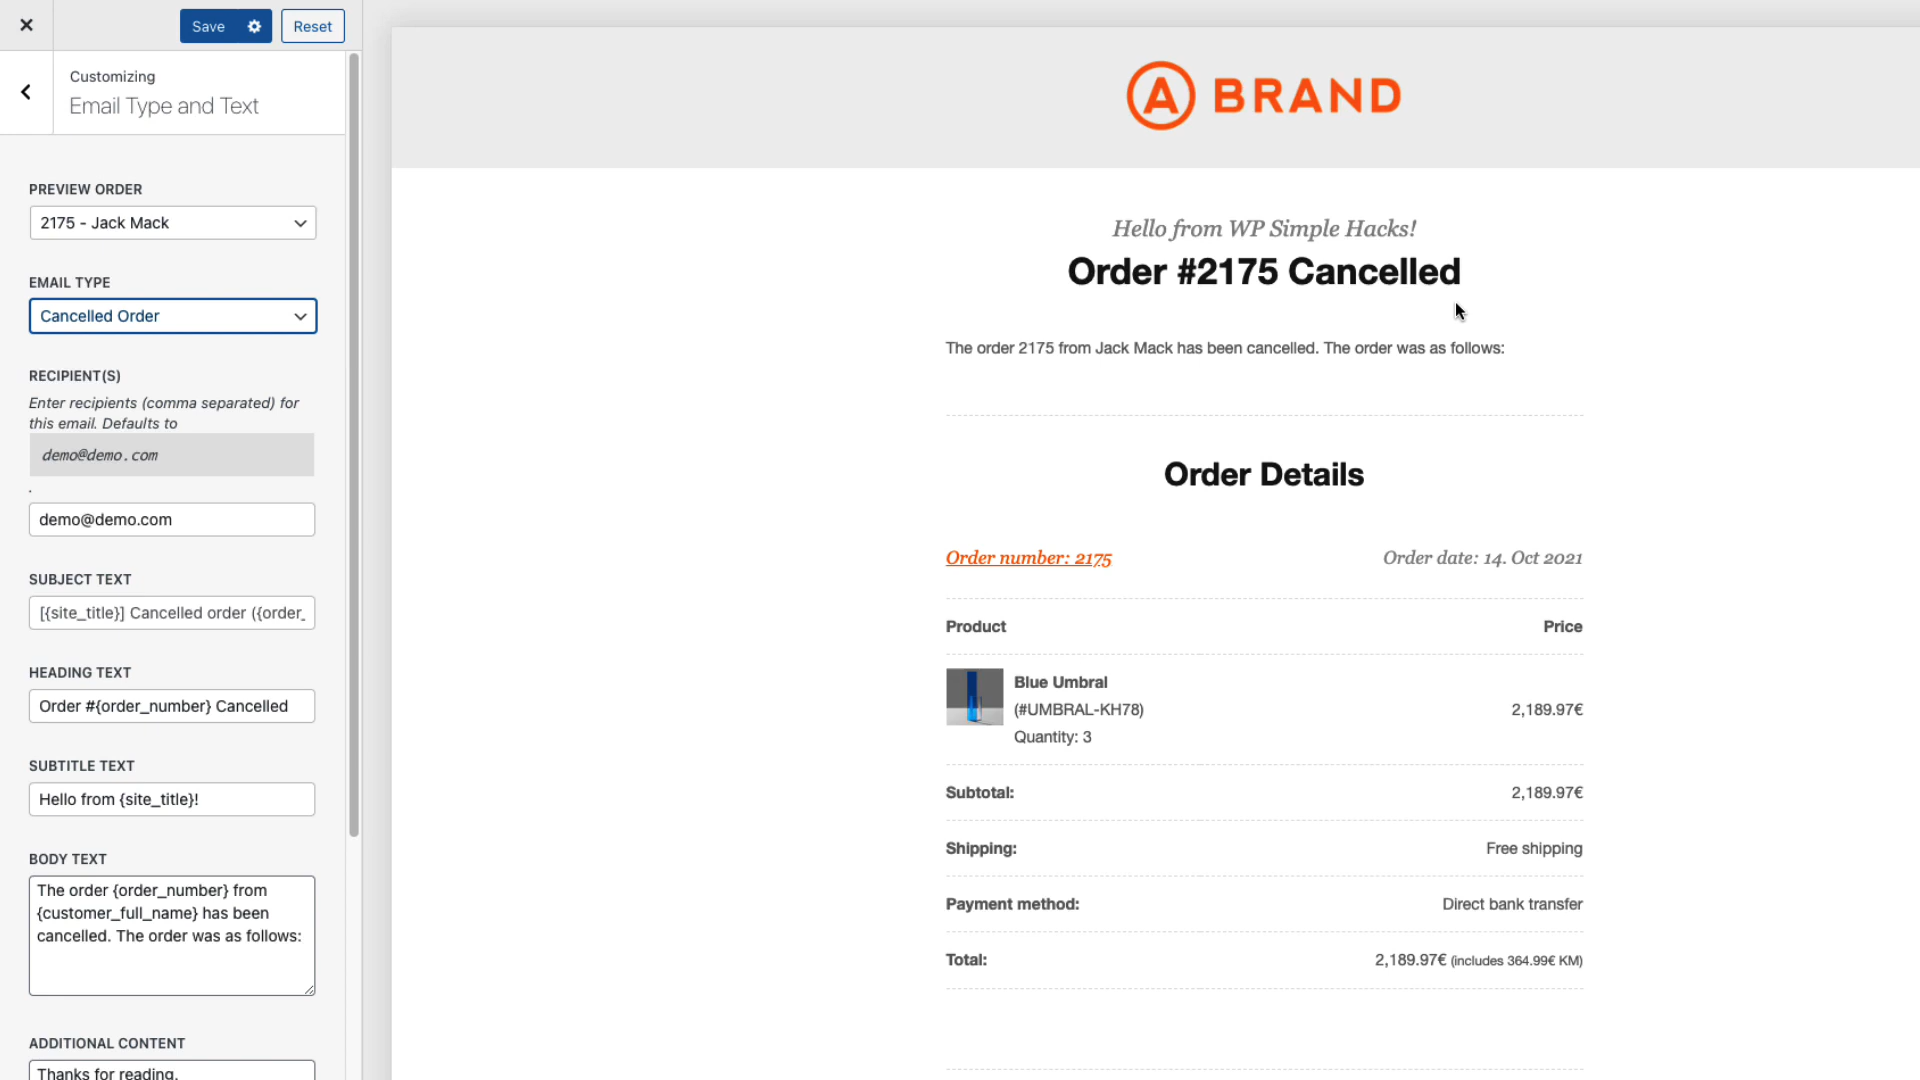 Save
Reset
Customizing
Email Type and Text
PREVIEW ORDER
2175 - Jack Mack
EMAIL TYPE
Cancelled Order
RECIPIENT(S)
Enter recipients (comma separated) for
this email. Defaults to
demo@demo.com
.
demo@demo.com
SUBJECT TEXT
[{site_title}] Cancelled order ({order_
HEADING TEXT
Order #{order_number} Cancelled
SUBTITLE TEXT
Hello from {site_title}!
BODY TEXT
The order {order_number} from
{customer_full_name} has been
cancelled. The order was as follows:
ADDITIONAL CONTENT
Thanks for reading.
A BRAND
Hello from WP Simple Hacks!
Order #2175 Cancelled
The order 2175 from Jack Mack has been cancelled. The order was as follows:
Order Details
Order number: 2175 Order date: 14. Oct 2021
Product Price
Blue Umbral
(#UMBRAL-KH78) 2,189.97€
Quantity: 3
Subtotal: 2,189.97€
Shipping: Free shipping
Payment method: Direct bank transfer
Total: 2,189.97€ (includes 364.99€ KM)